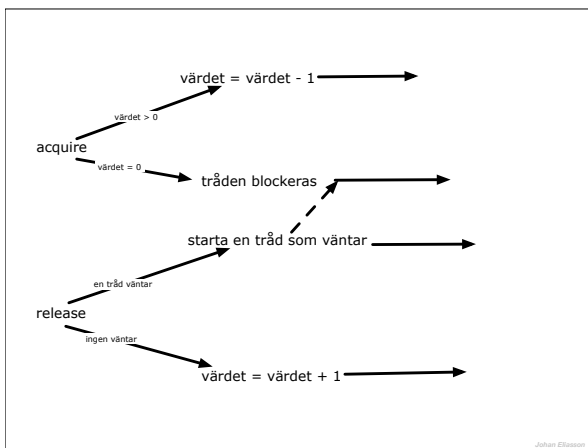 värdet = värdet - 1
värdet > 0
acquire
värdet = 0
tråden blockeras
starta en tråd som väntar
en tråd väntar
release
ingen väntar
värdet = värdet + 1
Johan Eliasson